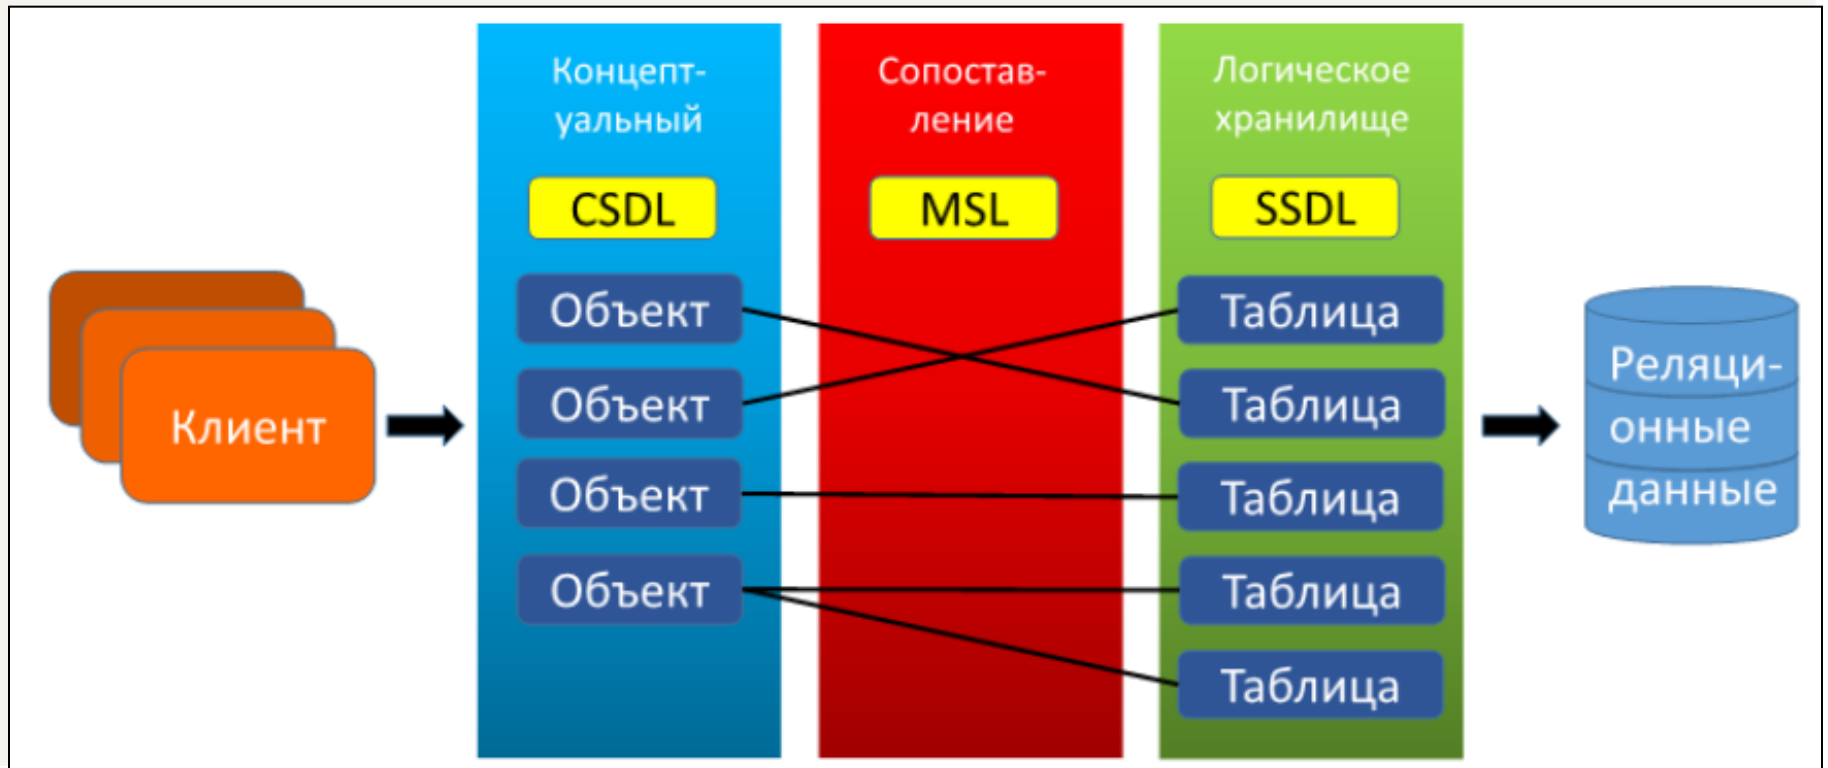 Клиент
Концепт-
уальный
CSDL
Объект
Объект
Объект
Объект
Сопостав-
ление
MSL
Логическое
хранилище
SSDL
Таблица
Таблица
Таблица
Таблица
Таблица
Реляци-
онные
данные